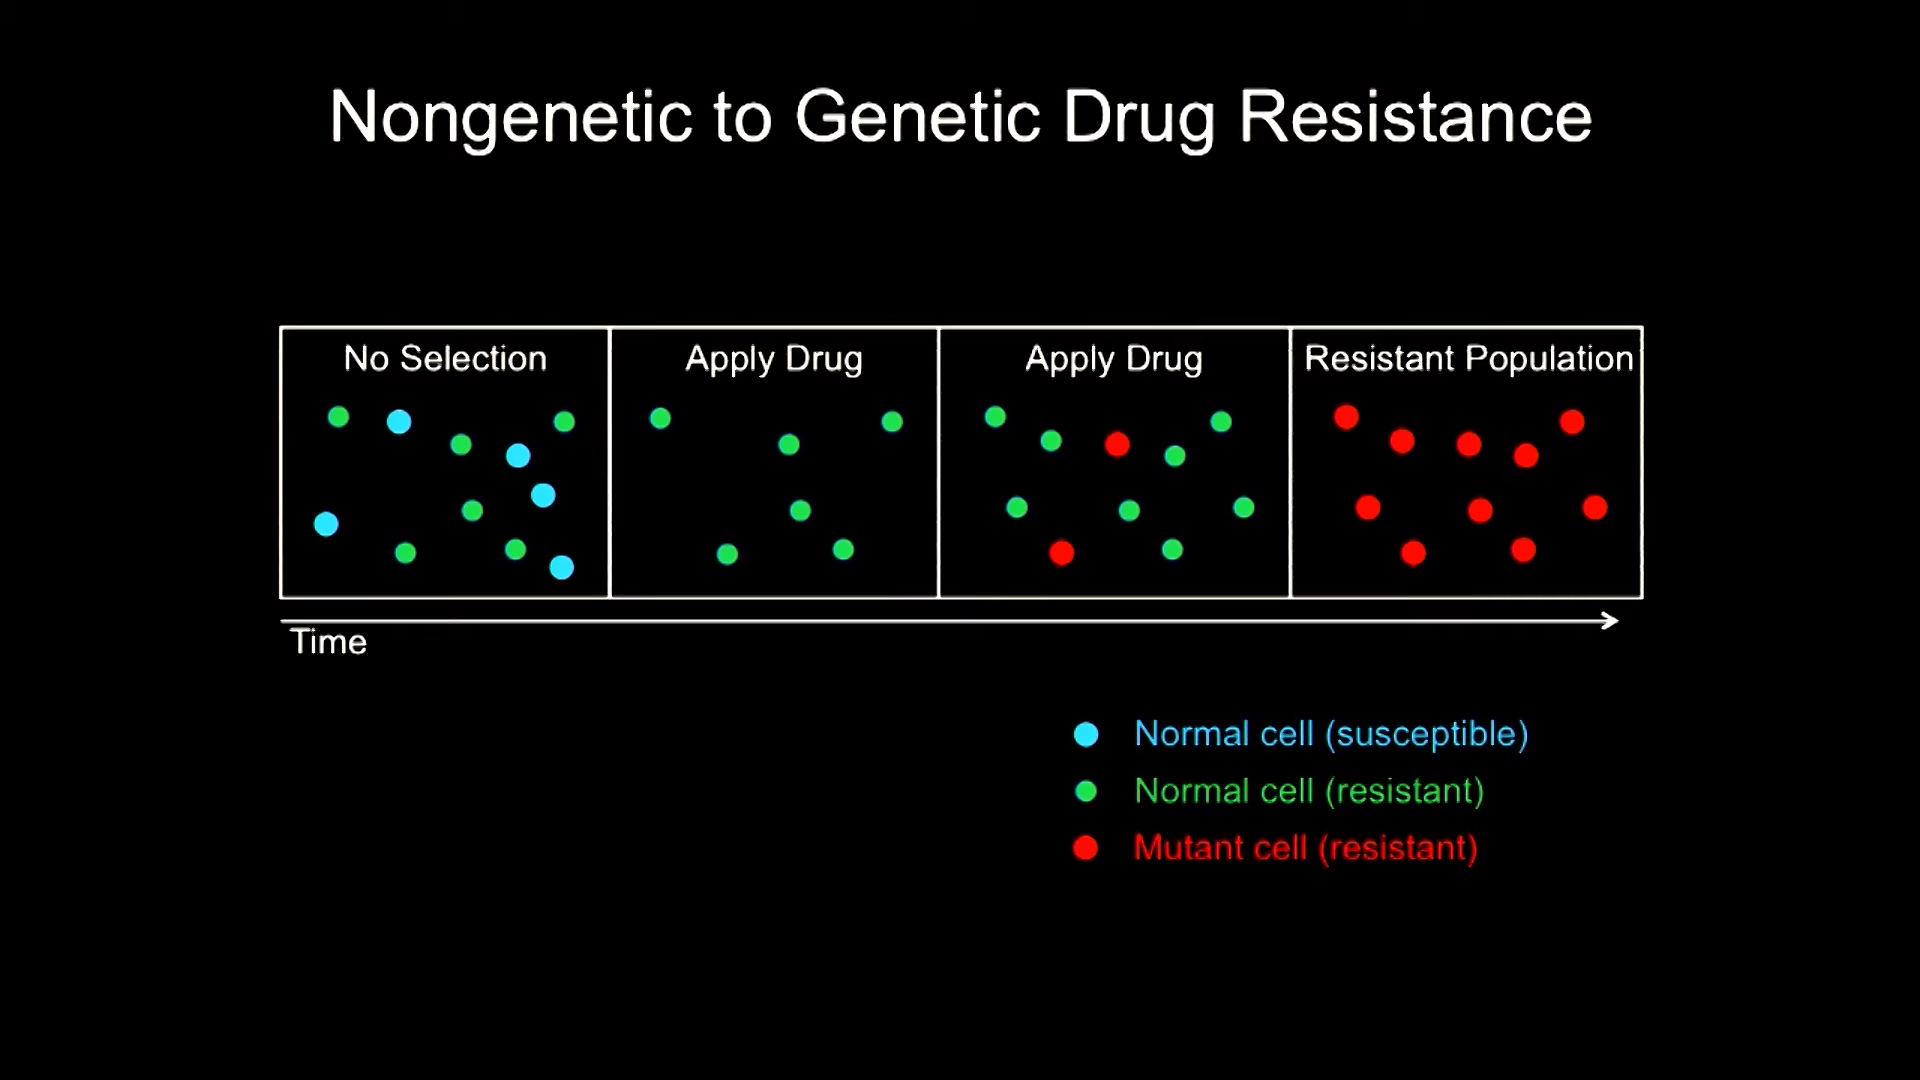 Nongenetic to Genetic Drug Resistance
No Selection
Apply Drug
Apply Drug
Resistant Population
Time
Normal cell (susceptible)
Normal cell (resistant)
Mutant cell (resistant)